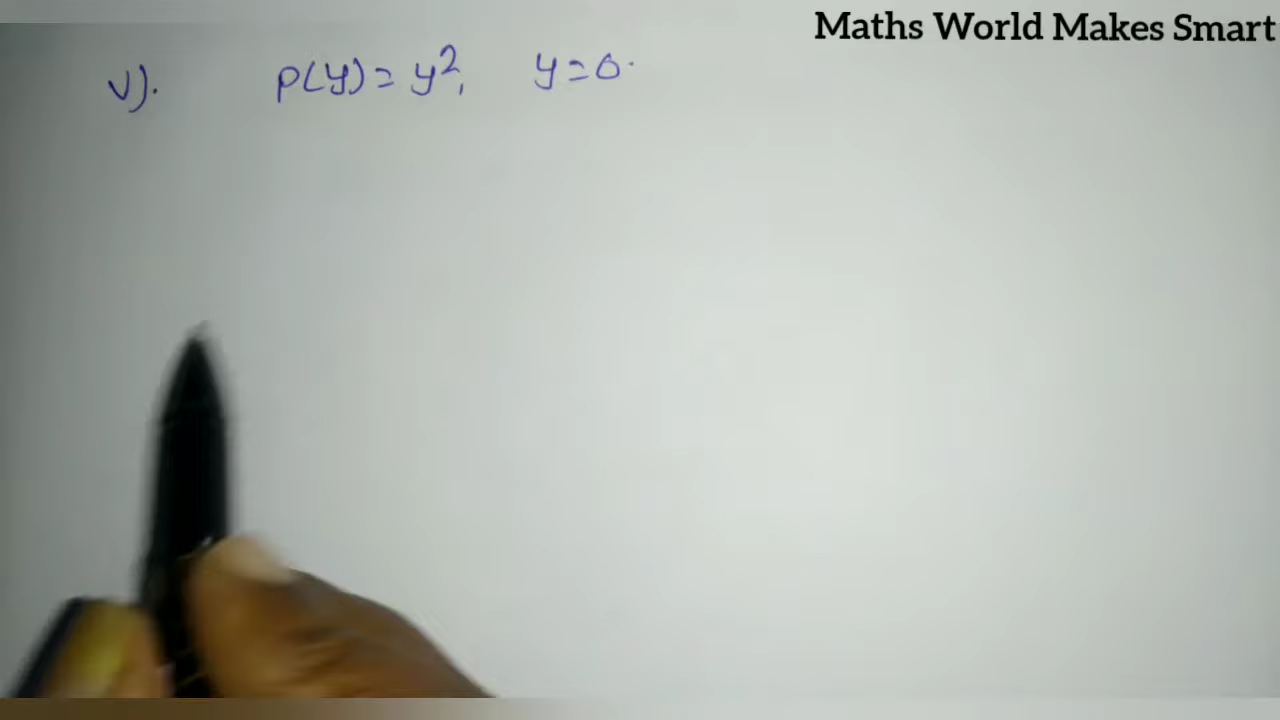 Maths World Makes Smart
v). p(y) = y², y=0.